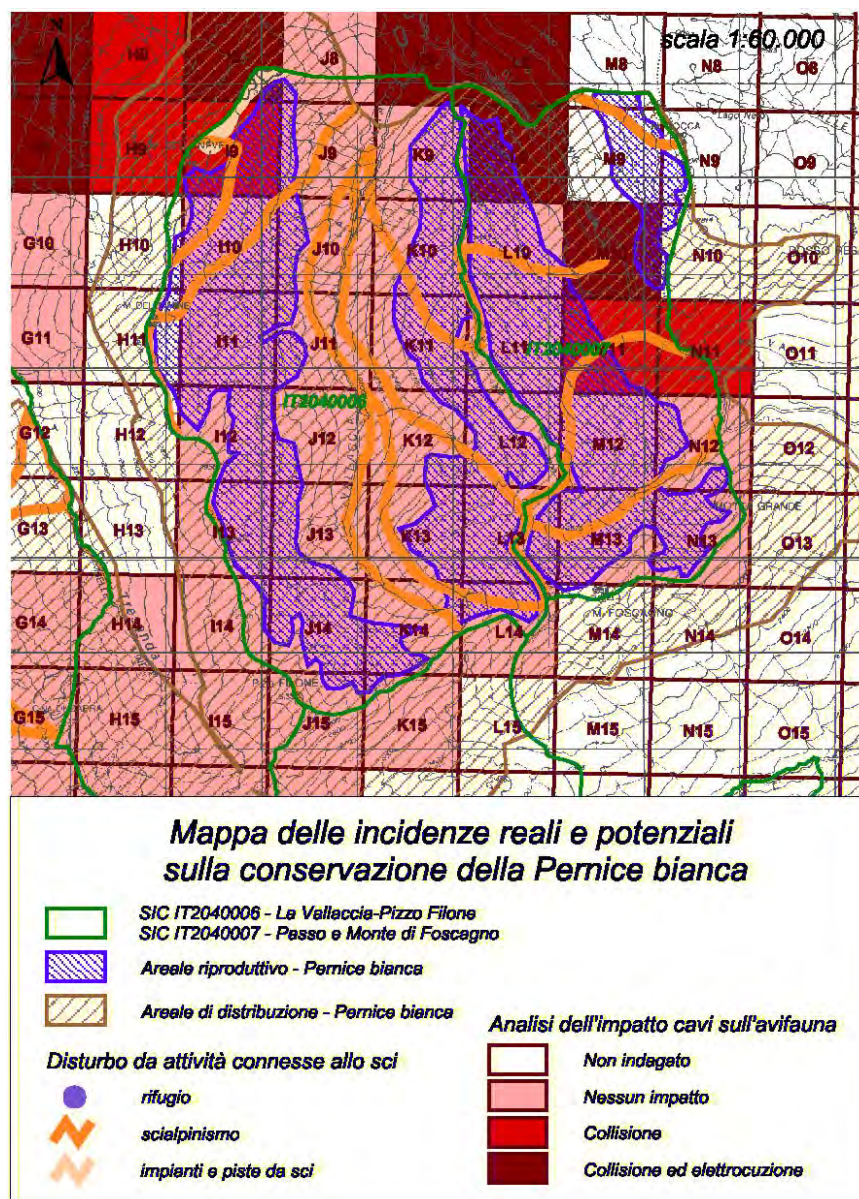 scala 1:60.000
H8
J8
M8 N8 O8
H9 I9 J9 K9 M9 N9 O9
G10 H10 I10 J10 K10 L10 N10 O10
G11 H11 I11 J11 K11 L11 N11 O11
IT2040007
IT2040006
G12 H12 I12 J12 K12 L12 M12 N12 O12
G13 H13 I13 J13 K13 L13 M13 N13 O13
GRANDE
M. FOSCAGNO
G14 H14 I14 J14 K14 L14 M14 N14 O14
G15 H15 I15 J15 K15 L15 M15 N15 O15
Mappa delle incidenze reali e potenziali
sulla conservazione della Pernice bianca
SIC IT2040006 - La Vallaccia-Pizzo Filone
SIC IT2040007 - Passo e Monte di Foscagno
Areale riproduttivo - Pernice bianca
Areale di distribuzione - Pernice bianca
Disturbo da attività connesse allo sci
rifugio
scialpinismo
impianti e piste da sci
Analisi dell'impatto cavi sull'avifauna
Non indagato
Nessun impatto
Collisione
Collisione ed elettrocuzione